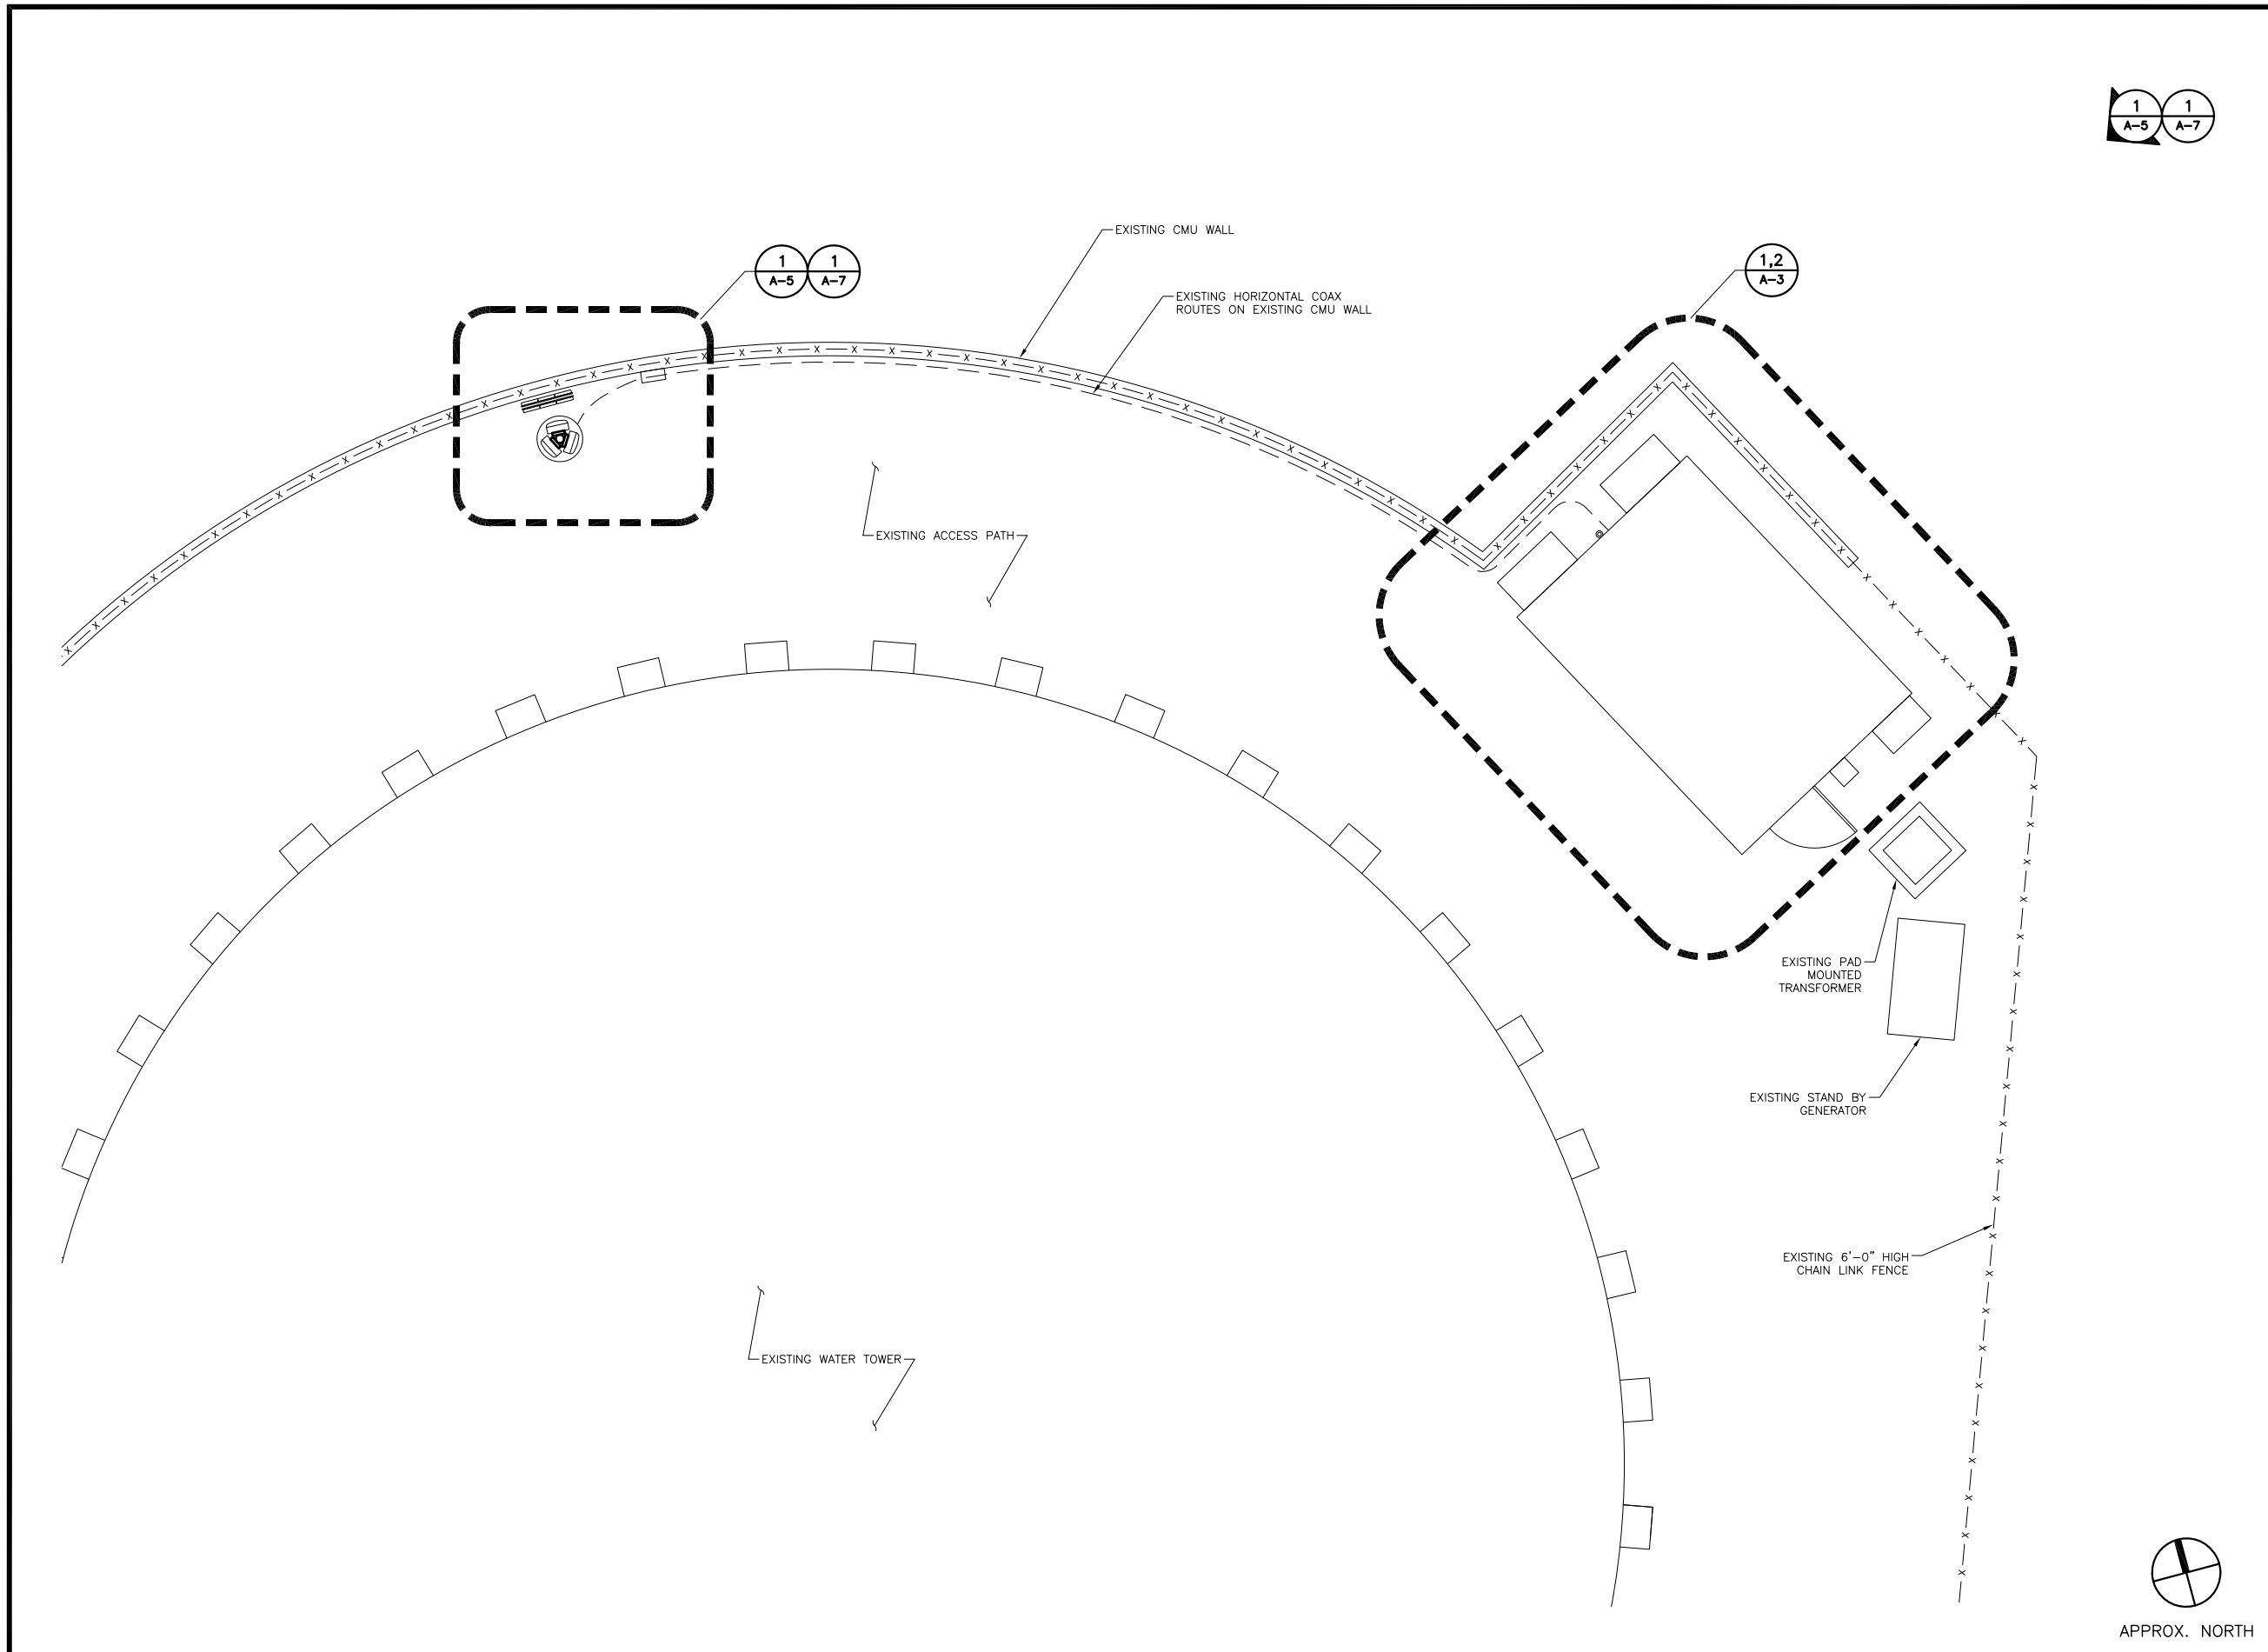 1
A-5
1
A-7
EXISTING CMU WALL
1
A-5
1
A-7
1,2
A-3
EXISTING HORIZONTAL COAX
ROUTES ON EXISTING CMU WALL
EXISTING ACCESS PATH
EXISTING PAD
MOUNTED
TRANSFORMER
EXISTING STAND BY
GENERATOR
EXISTING 6'-0" HIGH
CHAIN LINK FENCE
EXISTING WATER TOWER
APPROX. NORTH